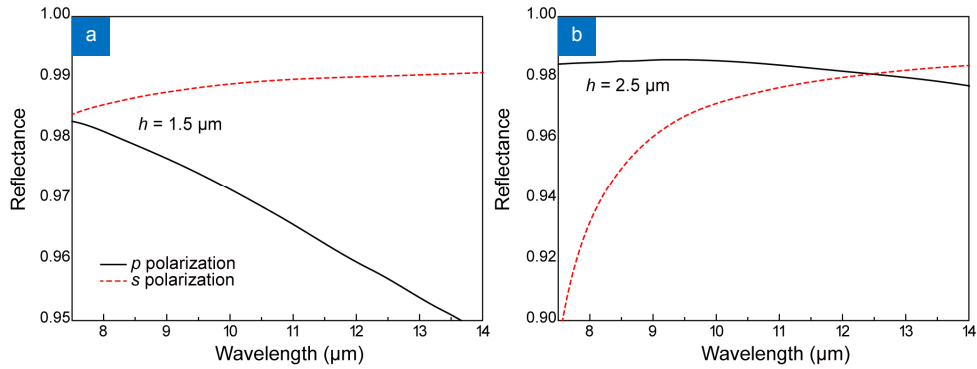 a
1.00
0.99
0.98
0.97
0.96
0.95
Reflectance
h = 1.5 μm
p polarization
s polarization
8 9 10 11 12 13 14
Wavelength (μm)
b
1.00
0.98
0.96
0.94
0.92
0.90
Reflectance
h = 2.5 μm
8 9 10 11 12 13 14
Wavelength (μm)